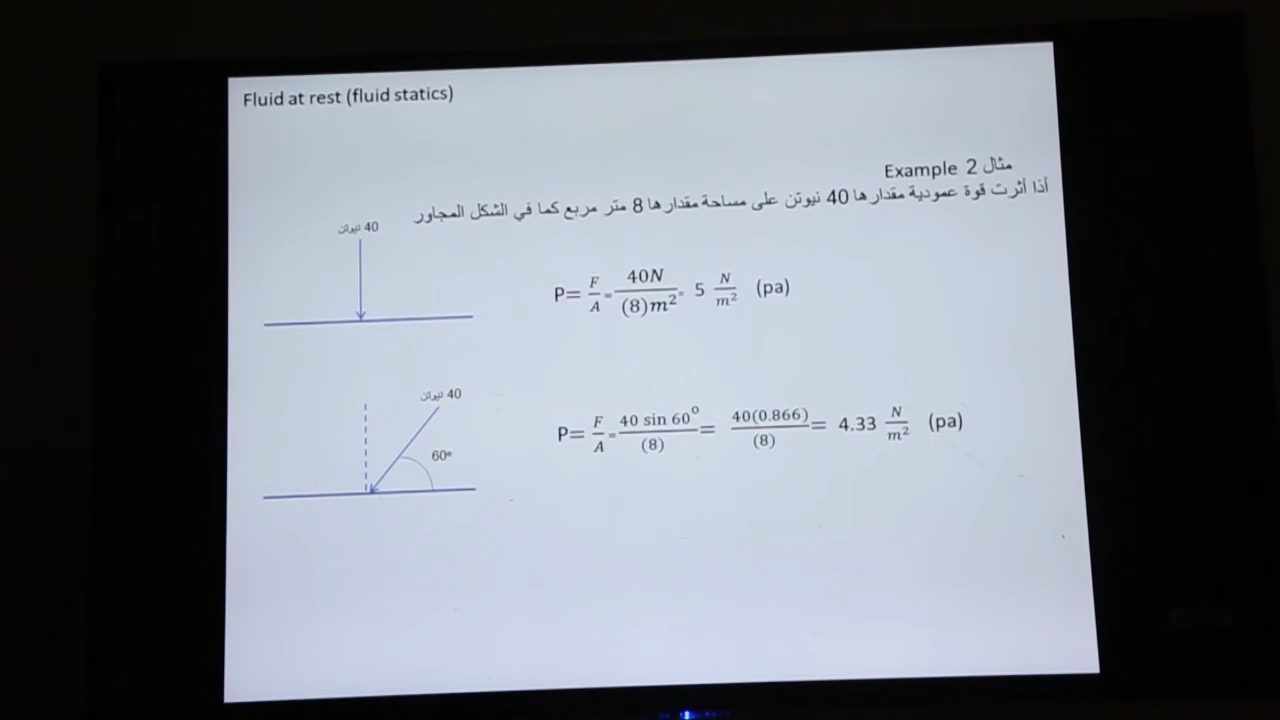 Fluid at rest (fluid statics)
مثال Example 2
أذا أثرت قوة عمودية مقدارها 40 نيوتن على مساحة مقدارها 8 متر مربع كما في الشكل المجاور
40 نيوتن
P= F/A = 40N/(8)m² = 5 N/m² (pa)
40 نيوتن
60°
P= F/A = 40 sin 60°/(8) = 40(0.866)/(8) = 4.33 N/m² (pa)